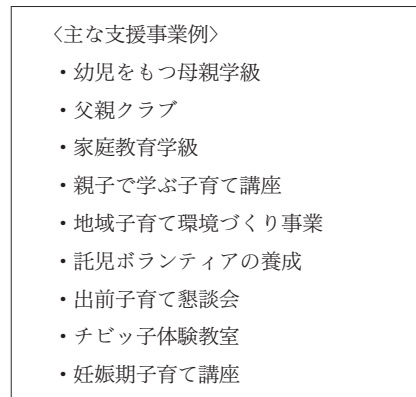 〈主な支援事業例〉
・幼児をもつ母親学級
・父親クラブ
・家庭教育学級
・親子で学ぶ子育て講座
・地域子育て環境づくり事業
・託児ボランティアの養成
・出前子育て懇談会
・チビッ子体験教室
・妊娠期子育て講座